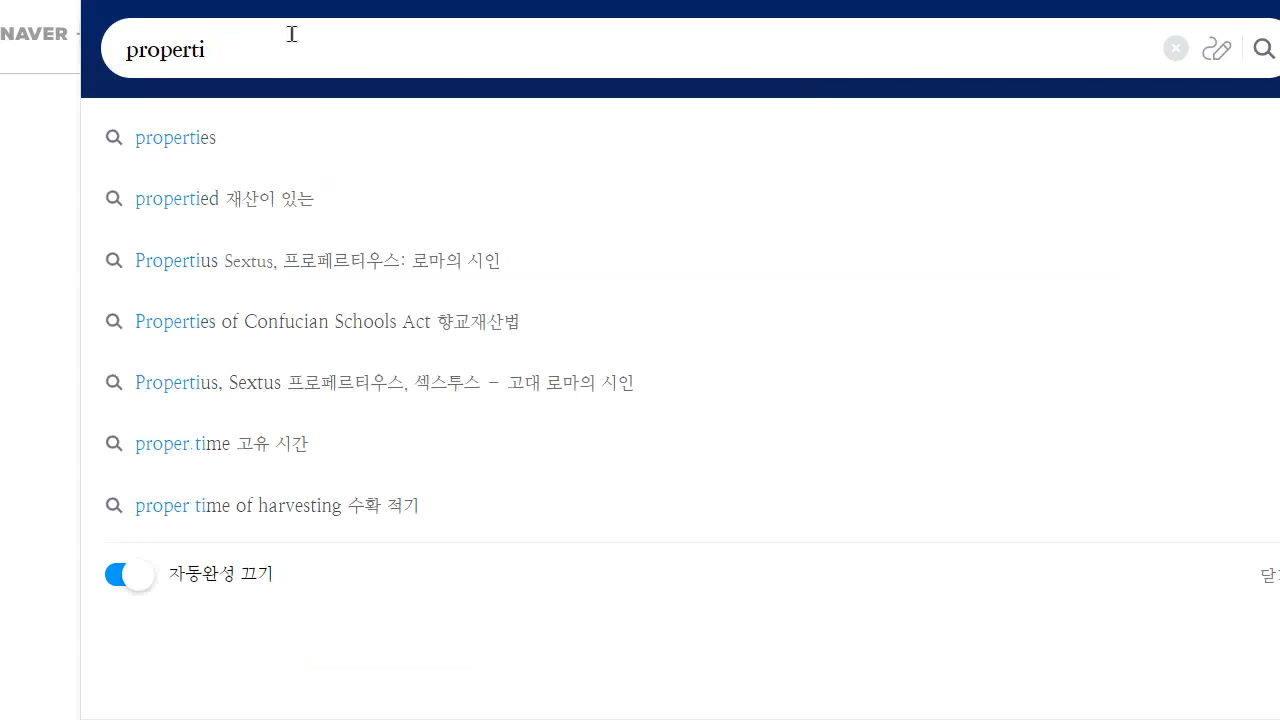 NAVER
properti
properties
propertied 재산이 있는
Propertius Sextus, 프로페르티우스: 로마의 시인
Properties of Confucian Schools Act 향교재산법
Propertius, Sextus 프로페르티우스, 섹스투스 - 고대 로마의 시인
proper time 고유 시간
proper time of harvesting 수확 적기
자동완성 끄기
닫